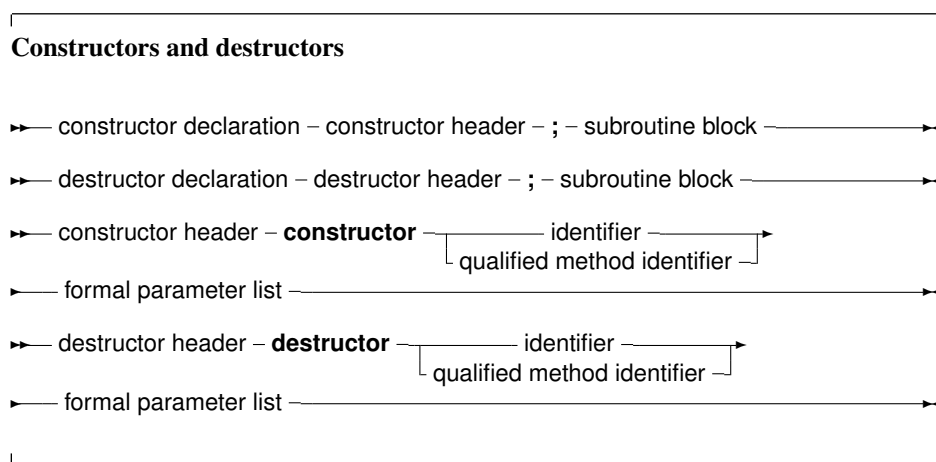 Constructors and destructors
constructor declaration – constructor header – ; – subroutine block
destructor declaration – destructor header – ; – subroutine block
constructor header – constructor identifier
qualified method identifier
formal parameter list
destructor header – destructor identifier
qualified method identifier
formal parameter list